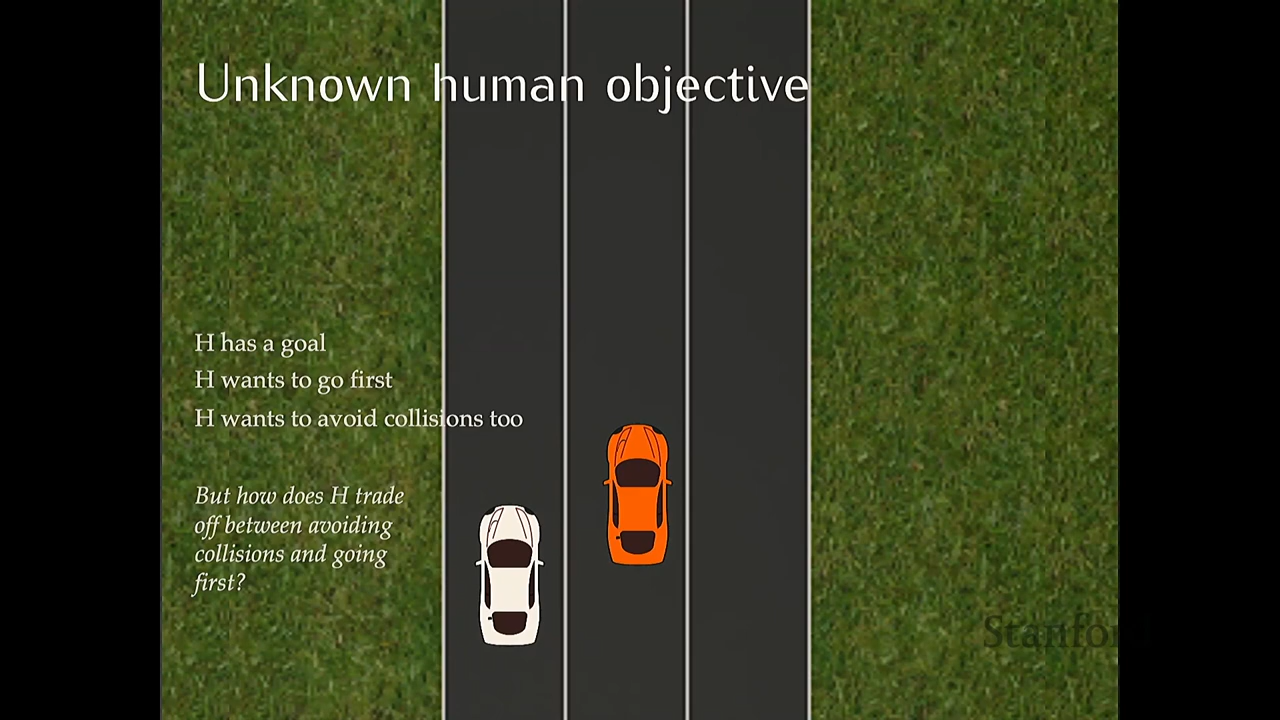 Unknown human objective
H has a goal
H wants to go first
H wants to avoid collisions too
But how does H trade
off between avoiding
collisions and going
first?